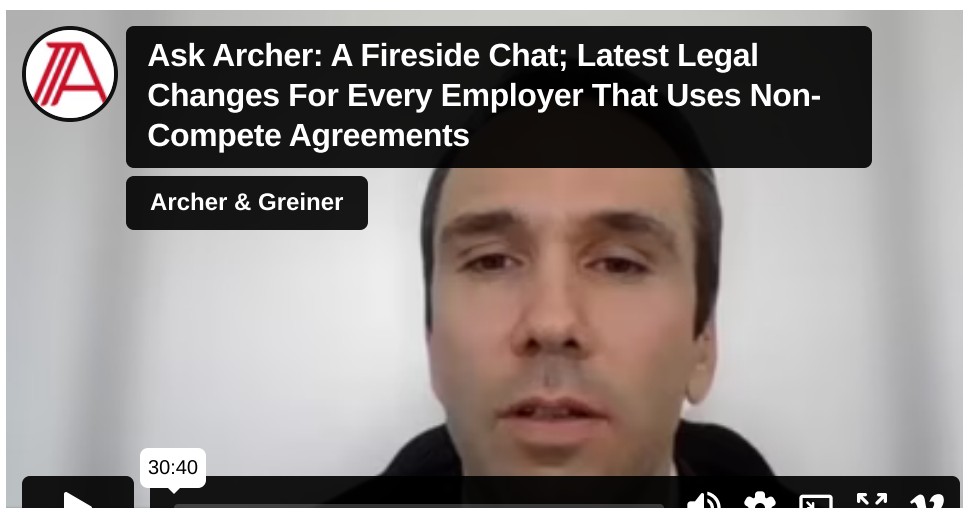 Ask Archer: A Fireside Chat; Latest Legal
Changes For Every Employer That Uses Non-
Compete Agreements
Archer & Greiner
30:40